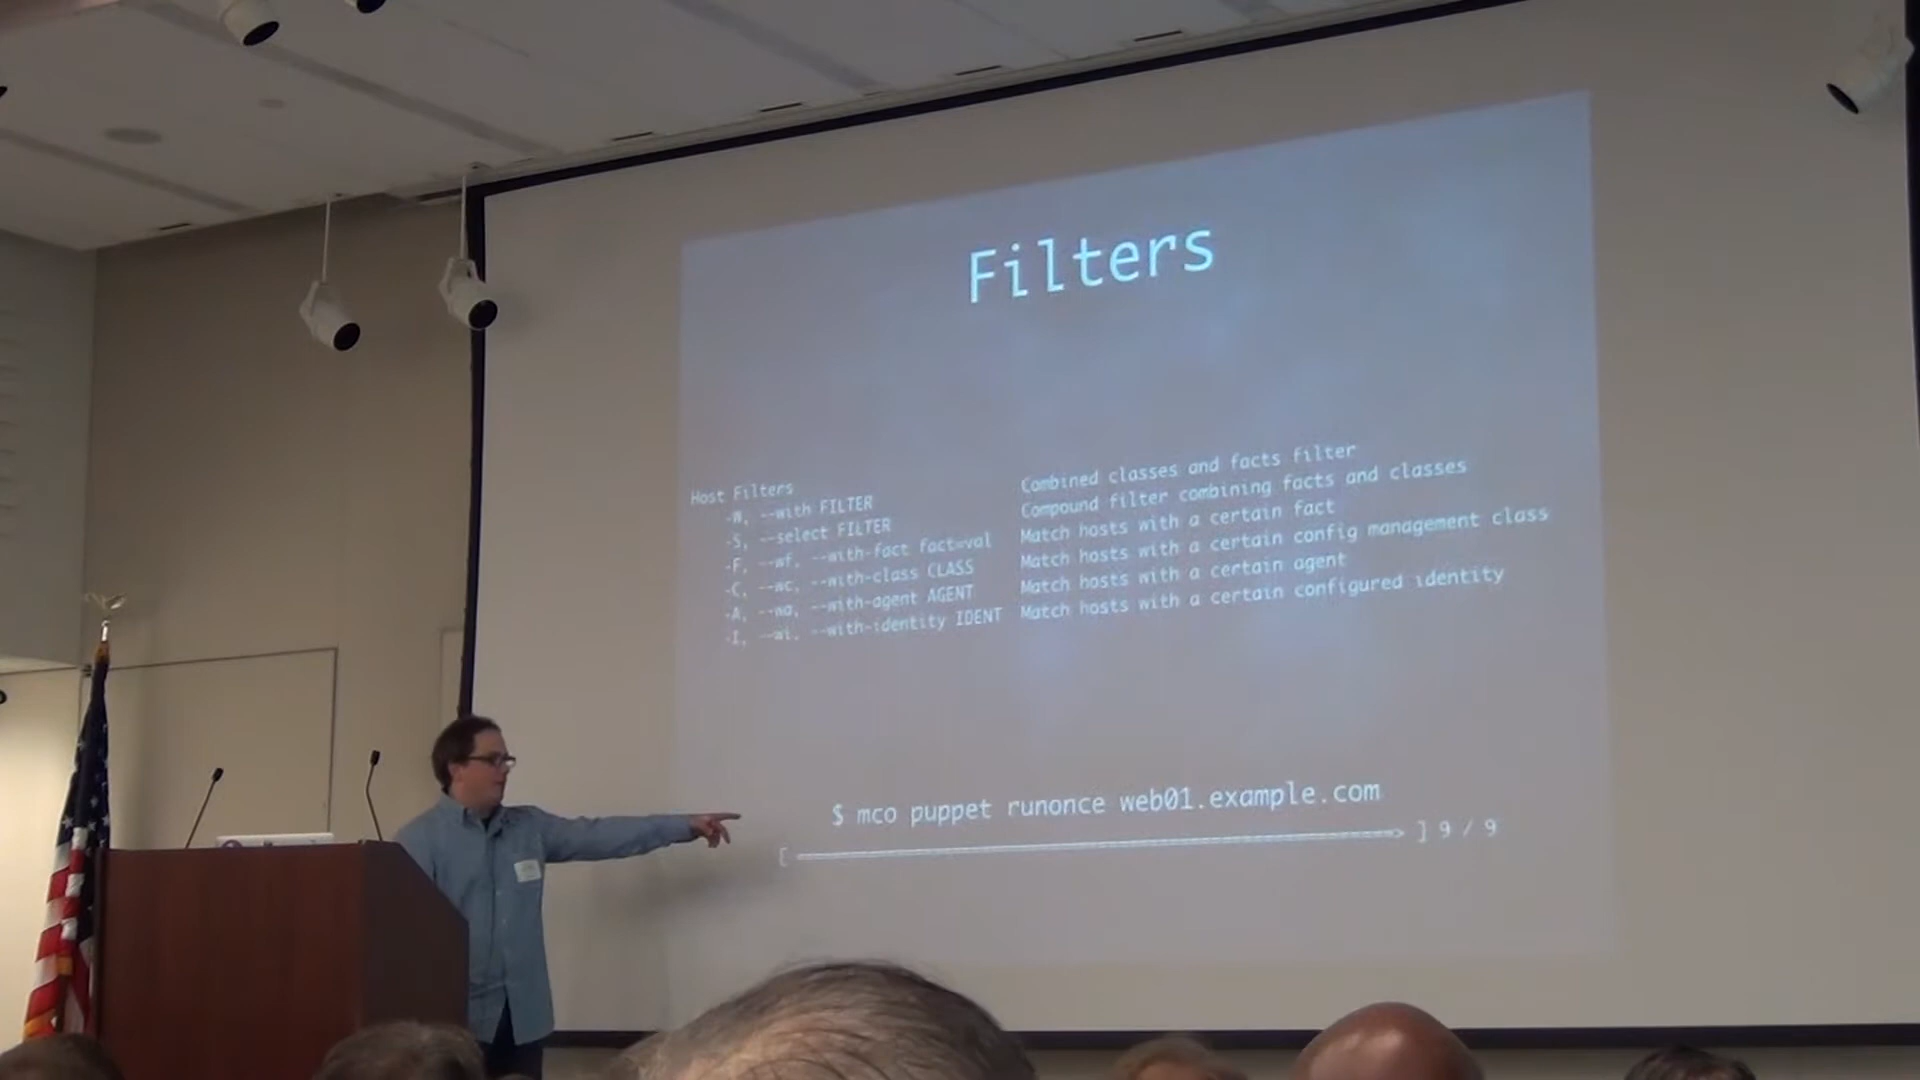 Filters
Host Filters
-W, --with FILTER Combined classes and facts filter
-S, --select FILTER Compound filter combining facts and classes
-F, --wf, --with-fact fact=val Match hosts with a certain fact
-C, --wc, --with-class CLASS Match hosts with a certain config management class
-A, --wa, --with-agent AGENT Match hosts with a certain agent
-I, --wi, --with-identity IDENT Match hosts with a certain configured identity
$ mco puppet runonce web01.example.com
[ ============================================> ] 9 / 9